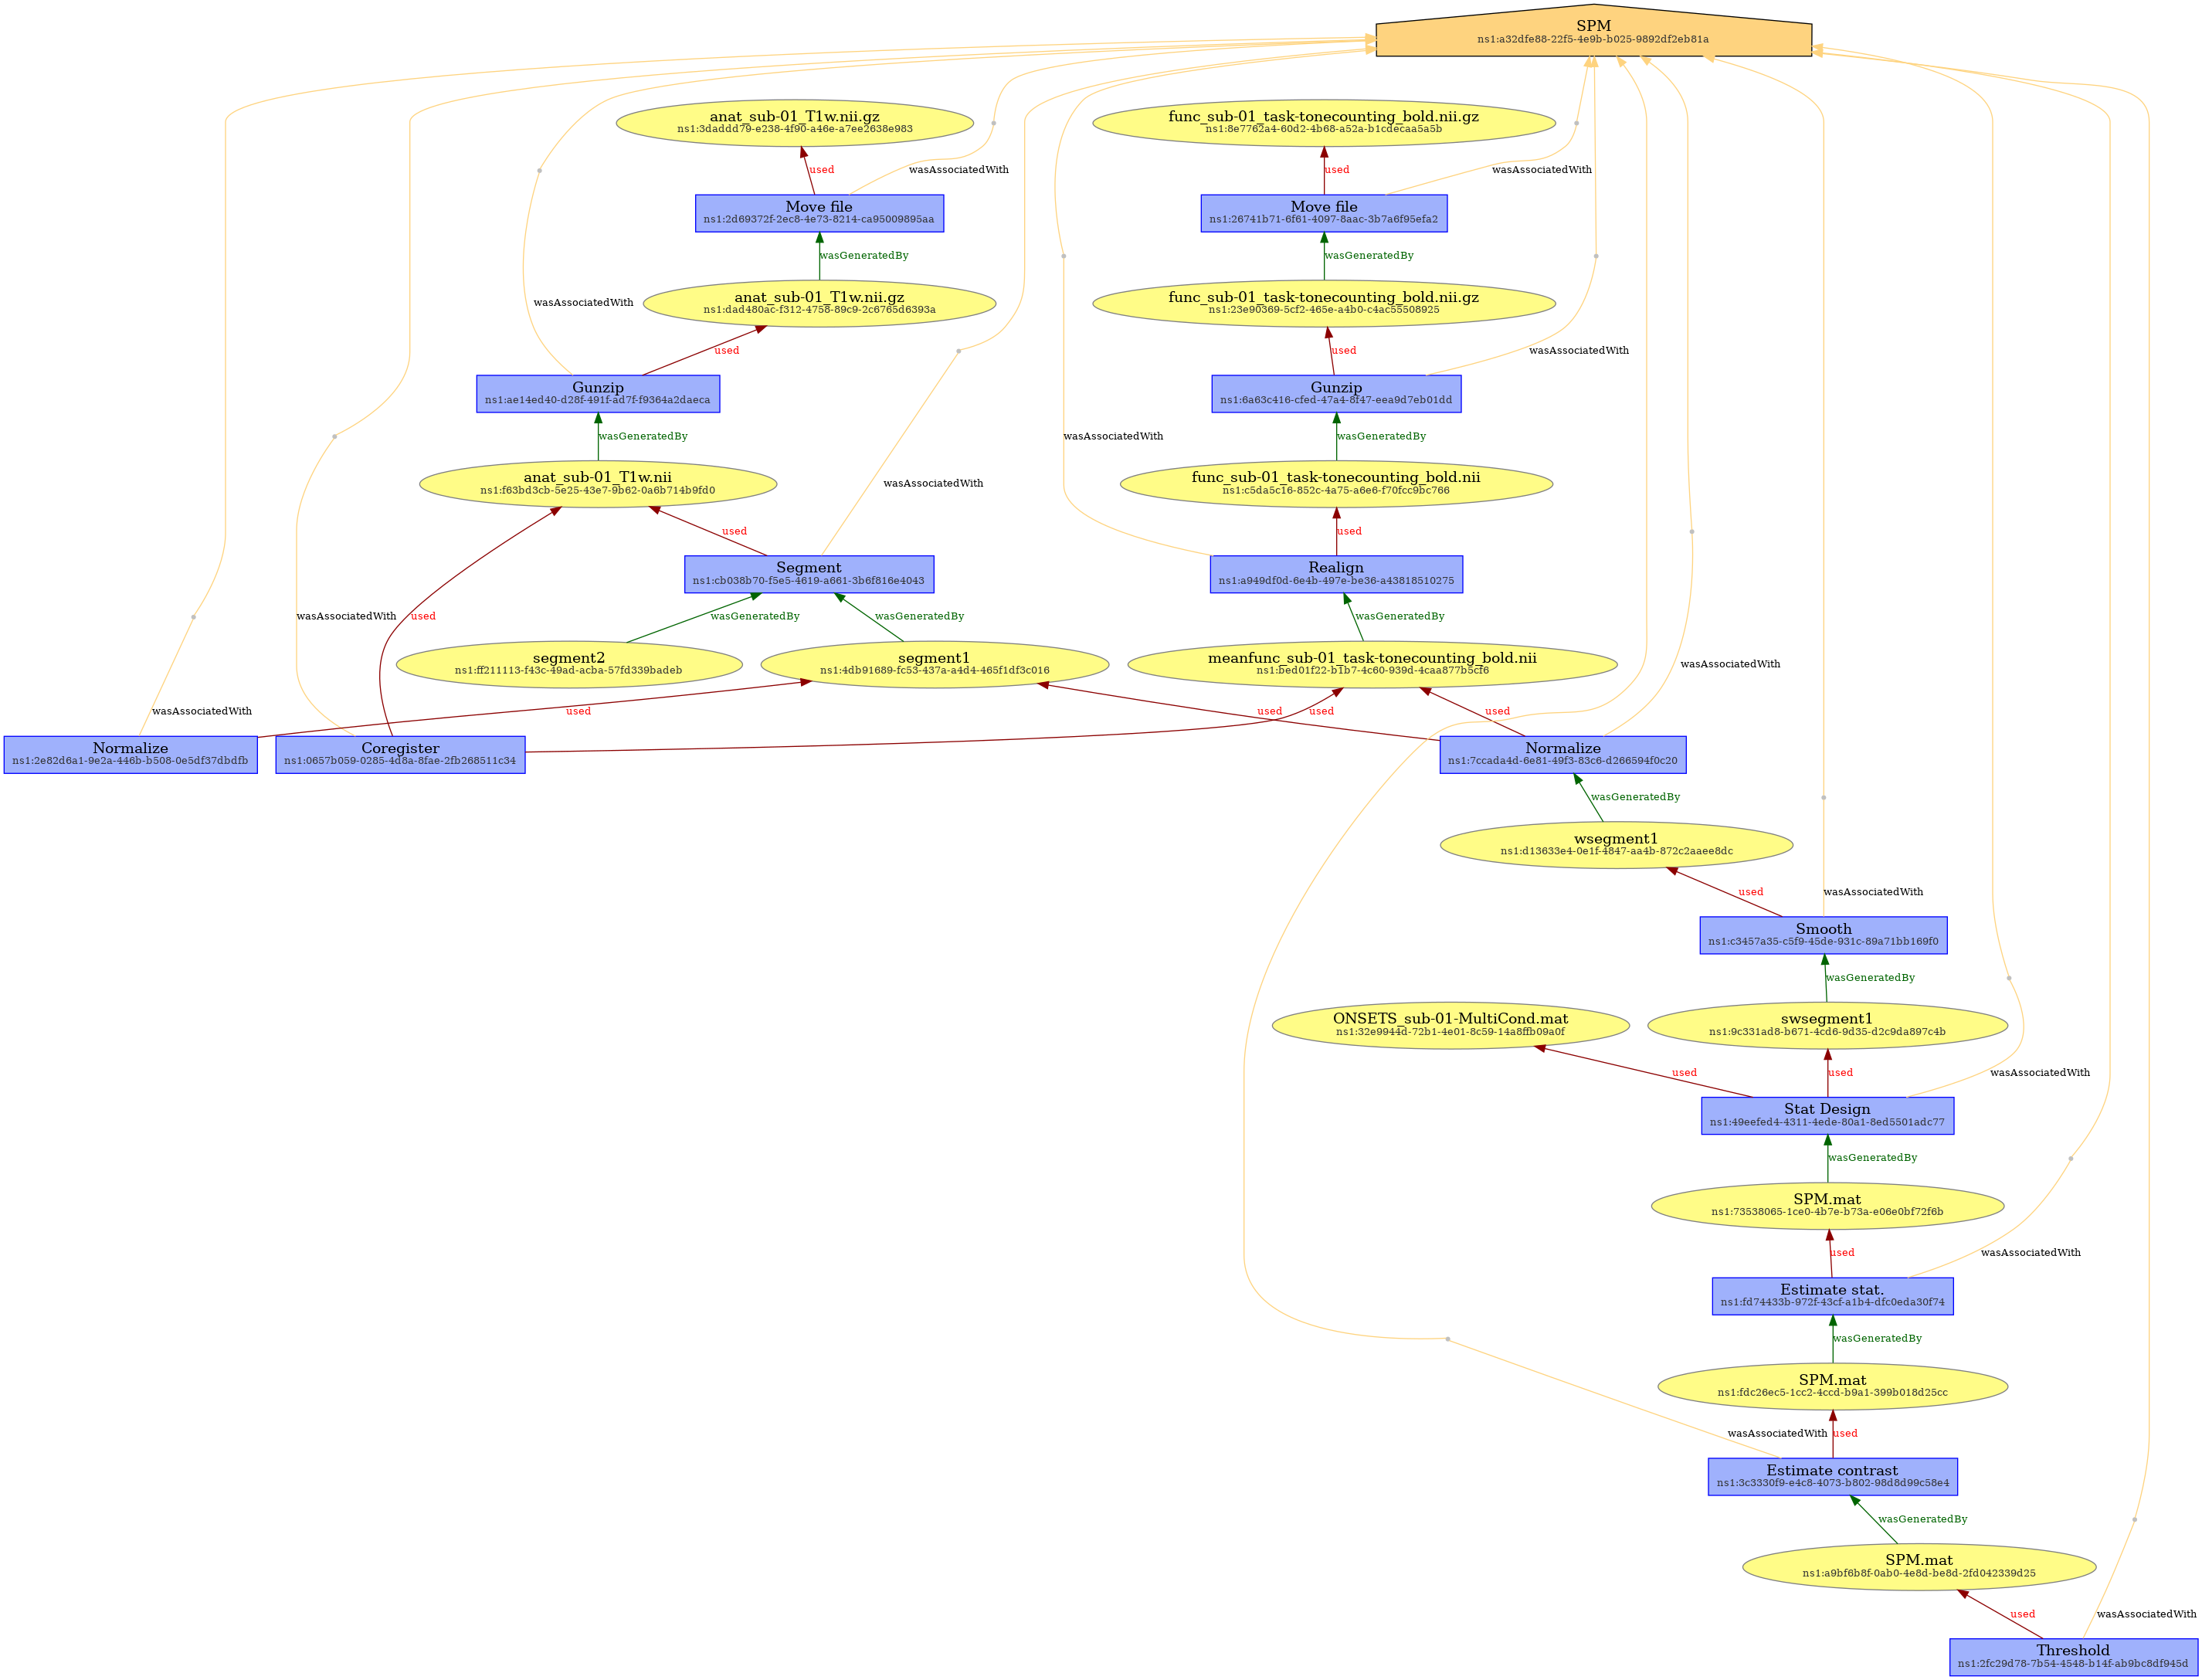 SPM
ns1:a32dfe88-22f5-4e9b-b025-9892df2eb81a
anat_sub-01_T1w.nii.gz
ns1:3daddd79-e238-4f90-a46e-a7ee2638e983
func_sub-01_task-tonecounting_bold.nii.gz
ns1:8e7762a4-60d2-4b68-a52a-b1cdecaa5a5b
used
wasAssociatedWith
used
wasAssociatedWith
Move file
ns1:2d69372f-2ec8-4e73-8214-ca95009895aa
Move file
ns1:26741b71-6f61-4097-8aac-3b7a6f95efa2
wasGeneratedBy
wasGeneratedBy
anat_sub-01_T1w.nii.gz
ns1:dad480ac-f312-4758-89c9-2c6765d6393a
func_sub-01_task-tonecounting_bold.nii.gz
ns1:23e90369-5cf2-465e-a4b0-c4ac55508925
wasAssociatedWith
used
used
wasAssociatedWith
Gunzip
ns1:ae14ed40-d28f-491f-ad7f-f9364a2daeca
Gunzip
ns1:6a63c416-cfed-47a4-8f47-eea9d7eb01dd
wasGeneratedBy
wasAssociatedWith
wasGeneratedBy
anat_sub-01_T1w.nii
ns1:f63bd3cb-5e25-43e7-9b62-0a6b714b9fd0
wasAssociatedWith
func_sub-01_task-tonecounting_bold.nii
ns1:c5da5c16-852c-4a75-a6e6-f70fcc9bc766
used
used
Segment
ns1:cb038b70-f5e5-4619-a661-3b6f816e4043
Realign
ns1:a949df0d-6e4b-497e-be36-a43818510275
wasAssociatedWith
used
wasGeneratedBy
wasGeneratedBy
wasGeneratedBy
segment2
ns1:ff211113-f43c-49ad-acba-57fd339badeb
segment1
ns1:4db91689-fc53-437a-a4d4-465f1df3c016
meanfunc_sub-01_task-tonecounting_bold.nii
ns1:bed01f22-b1b7-4c60-939d-4caa877b5cf6
wasAssociatedWith
wasAssociatedWith
used
used
used
used
Normalize
ns1:2e82d6a1-9e2a-446b-b508-0e5df37dbdfb
Coregister
ns1:0657b059-0285-4d8a-8fae-2fb268511c34
Normalize
ns1:7ccada4d-6e81-49f3-83c6-d266594f0c20
wasGeneratedBy
wsegment1
ns1:d13633e4-0e1f-4847-aa4b-872c2aaee8dc
used
wasAssociatedWith
Smooth
ns1:c3457a35-c5f9-45de-931c-89a71bb169f0
wasGeneratedBy
ONSETS_sub-01-MultiCond.mat
ns1:32e9944d-72b1-4e01-8c59-14a8ffb09a0f
swsegment1
ns1:9c331ad8-b671-4cd6-9d35-d2c9da897c4b
used
used
wasAssociatedWith
Stat Design
ns1:49eefed4-4311-4ede-80a1-8ed5501adc77
wasGeneratedBy
SPM.mat
ns1:73538065-1ce0-4b7e-b73a-e06e0bf72f6b
used
wasAssociatedWith
Estimate stat.
ns1:fd74433b-972f-43cf-a1b4-dfc0eda30f74
wasGeneratedBy
SPM.mat
ns1:fdc26ec5-1cc2-4ccd-b9a1-399b018d25cc
wasAssociatedWith
used
Estimate contrast
ns1:3c3330f9-e4c8-4073-b802-98d8d99c58e4
wasGeneratedBy
SPM.mat
ns1:a9bf6b8f-0ab0-4e8d-be8d-2fd042339d25
used
wasAssociatedWith
Threshold
ns1:2fc29d78-7b54-4548-b14f-ab9bc8df945d